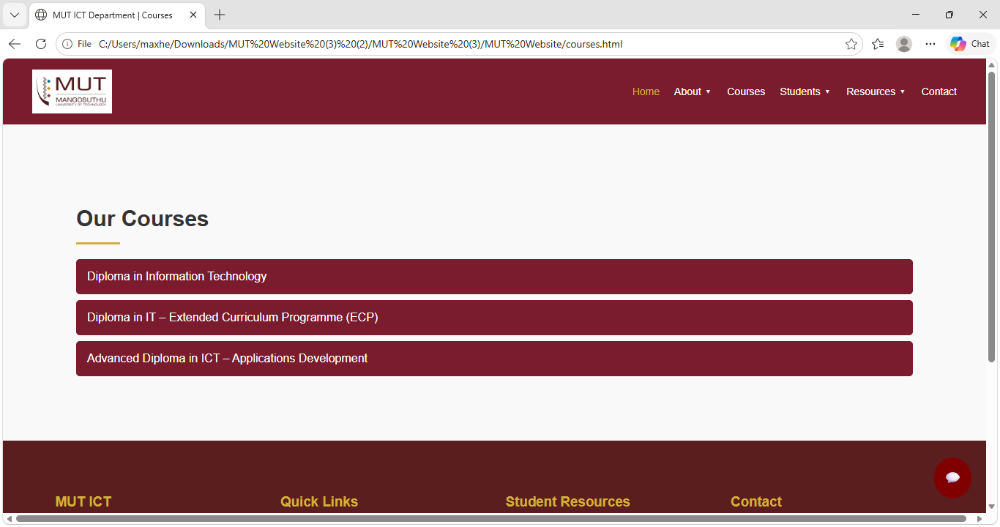 MUT ICT Department | Courses
File C:/Users/maxhe/Downloads/MUT%20Website%20(3)%20(2)/MUT%20Website%20(3)/MUT%20Website/courses.html
Chat
MUT
MANGOSUTHU
UNIVERSITY OF TECHNOLOGY
Home About Courses Students Resources Contact
Our Courses
Diploma in Information Technology
Diploma in IT – Extended Curriculum Programme (ECP)
Advanced Diploma in ICT – Applications Development
MUT ICT Quick Links Student Resources Contact